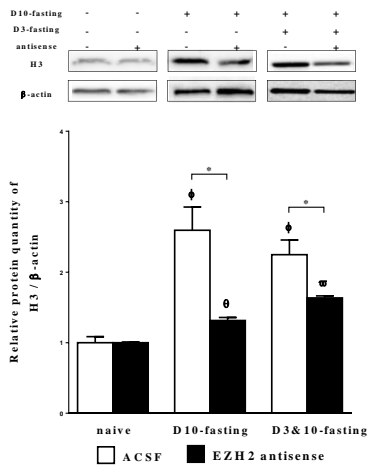 D10-fasting - - + + + +
D3-fasting - - - - + +
antisense - + - + - +
H3
β-actin
Relative protein quantity of
H3 / β-actin
4
3
2
1
0
*
*
ϕ
θ
ϕ
ϖ
naive D10-fasting D3&10-fasting
ACSF EZH2 antisense